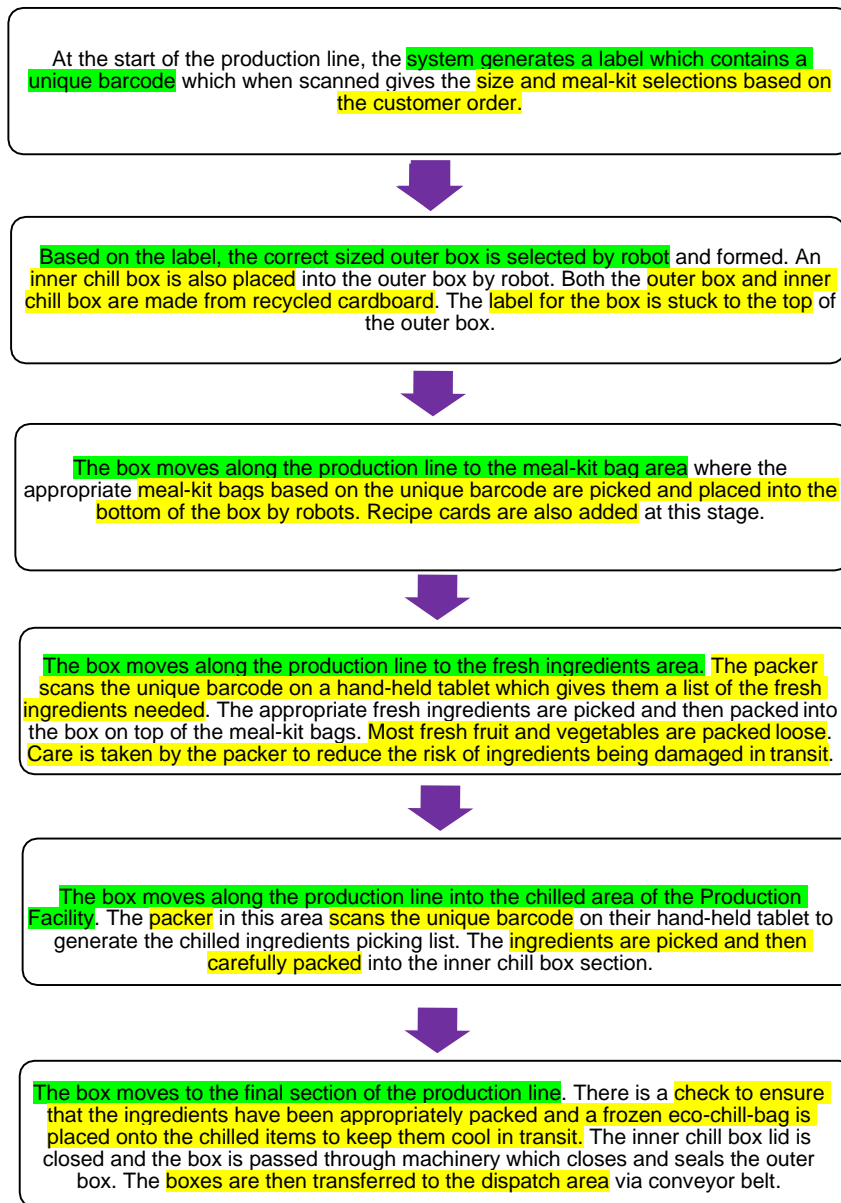 At the start of the production line, the system generates a label which contains a
unique barcode which when scanned gives the size and meal-kit selections based on
the customer order.
Based on the label, the correct sized outer box is selected by robot and formed. An
inner chill box is also placed into the outer box by robot. Both the outer box and inner
chill box are made from recycled cardboard. The label for the box is stuck to the top of
the outer box.
The box moves along the production line to the meal-kit bag area where the
appropriate meal-kit bags based on the unique barcode are picked and placed into the
bottom of the box by robots. Recipe cards are also added at this stage.
The box moves along the production line to the fresh ingredients area. The packer
scans the unique barcode on a hand-held tablet which gives them a list of the fresh
ingredients needed. The appropriate fresh ingredients are picked and then packed into
the box on top of the meal-kit bags. Most fresh fruit and vegetables are packed loose.
Care is taken by the packer to reduce the risk of ingredients being damaged in transit.
The box moves along the production line into the chilled area of the Production
Facility. The packer in this area scans the unique barcode on their hand-held tablet to
generate the chilled ingredients picking list. The ingredients are picked and then
carefully packed into the inner chill box section.
The box moves to the final section of the production line. There is a check to ensure
that the ingredients have been appropriately packed and a frozen eco-chill-bag is
placed onto the chilled items to keep them cool in transit. The inner chill box lid is
closed and the box is passed through machinery which closes and seals the outer
box. The boxes are then transferred to the dispatch area via conveyor belt.